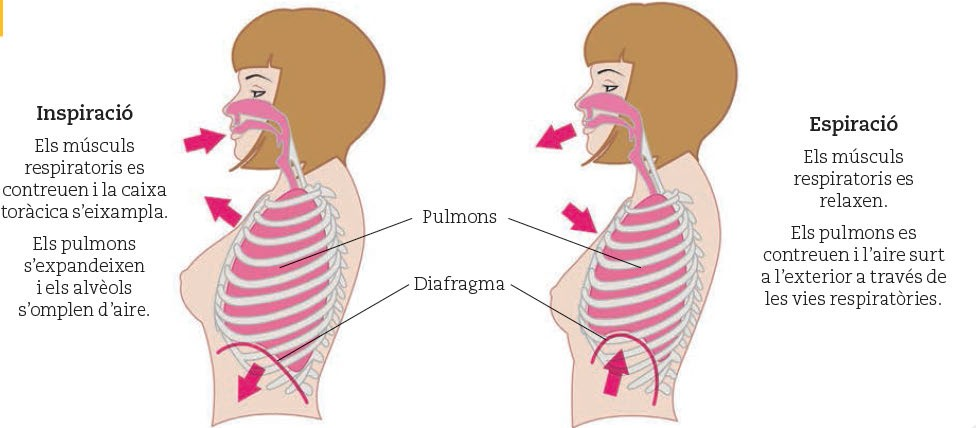 Inspiració
Els músculs
respiratoris es
contreuen i la caixa
toràcica s'eixampla.
Els pulmons
s'expandeixen
i els alvèols
s'omplen d'aire.
Pulmons
Diafragma
Espiració
Els músculs
respiratoris es
relaxen.
Els pulmons es
contreuen i l'aire surt
a l'exterior a través de
les vies respiratòries.